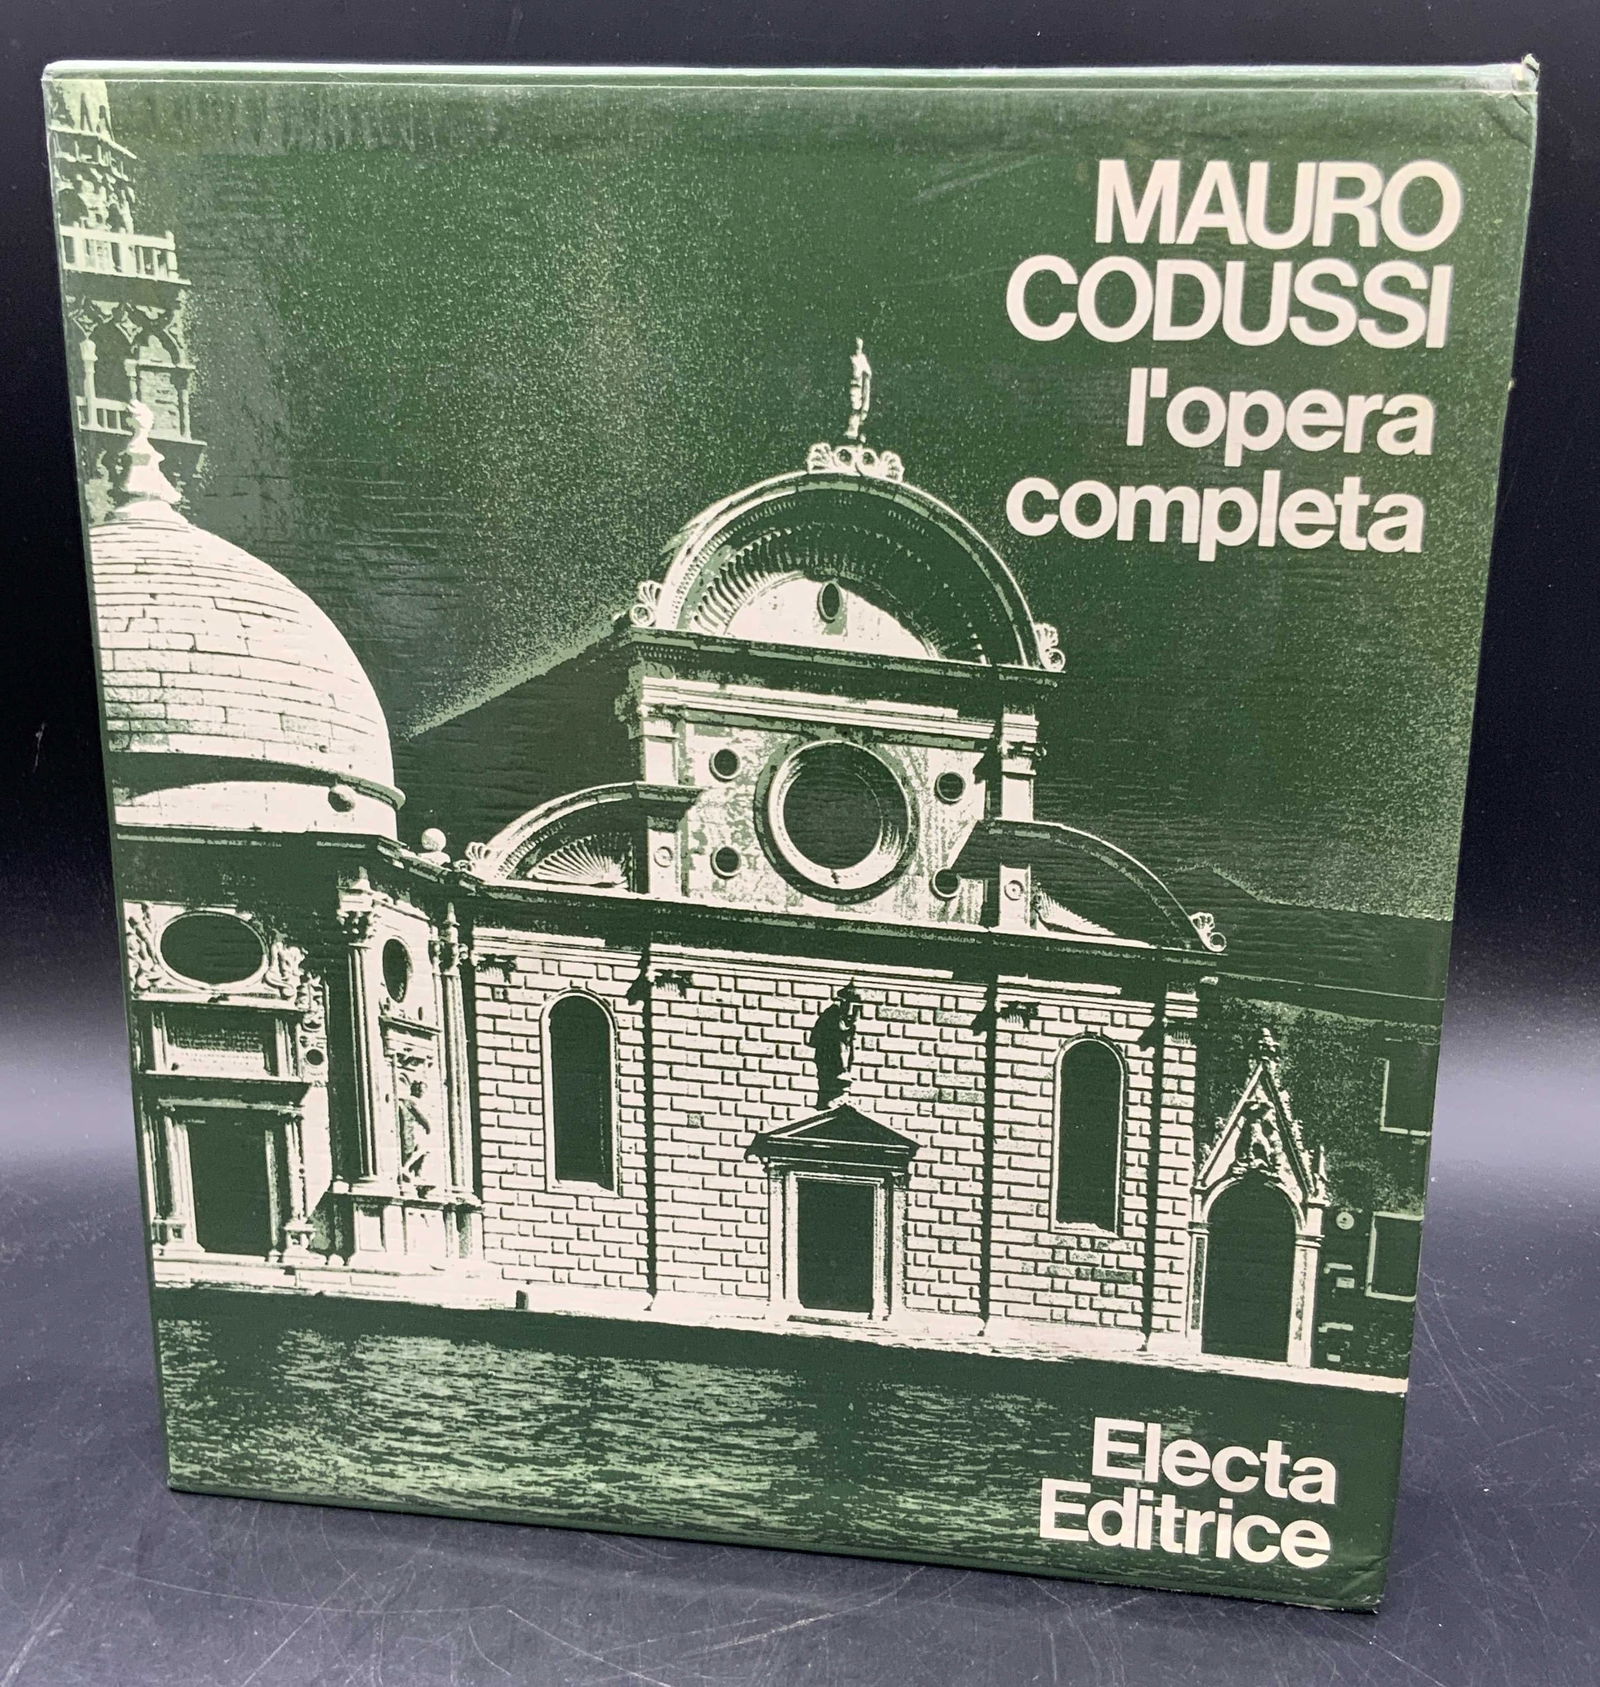 MAURO
CODUSSI
l'opera
completa
Electa
Editrice